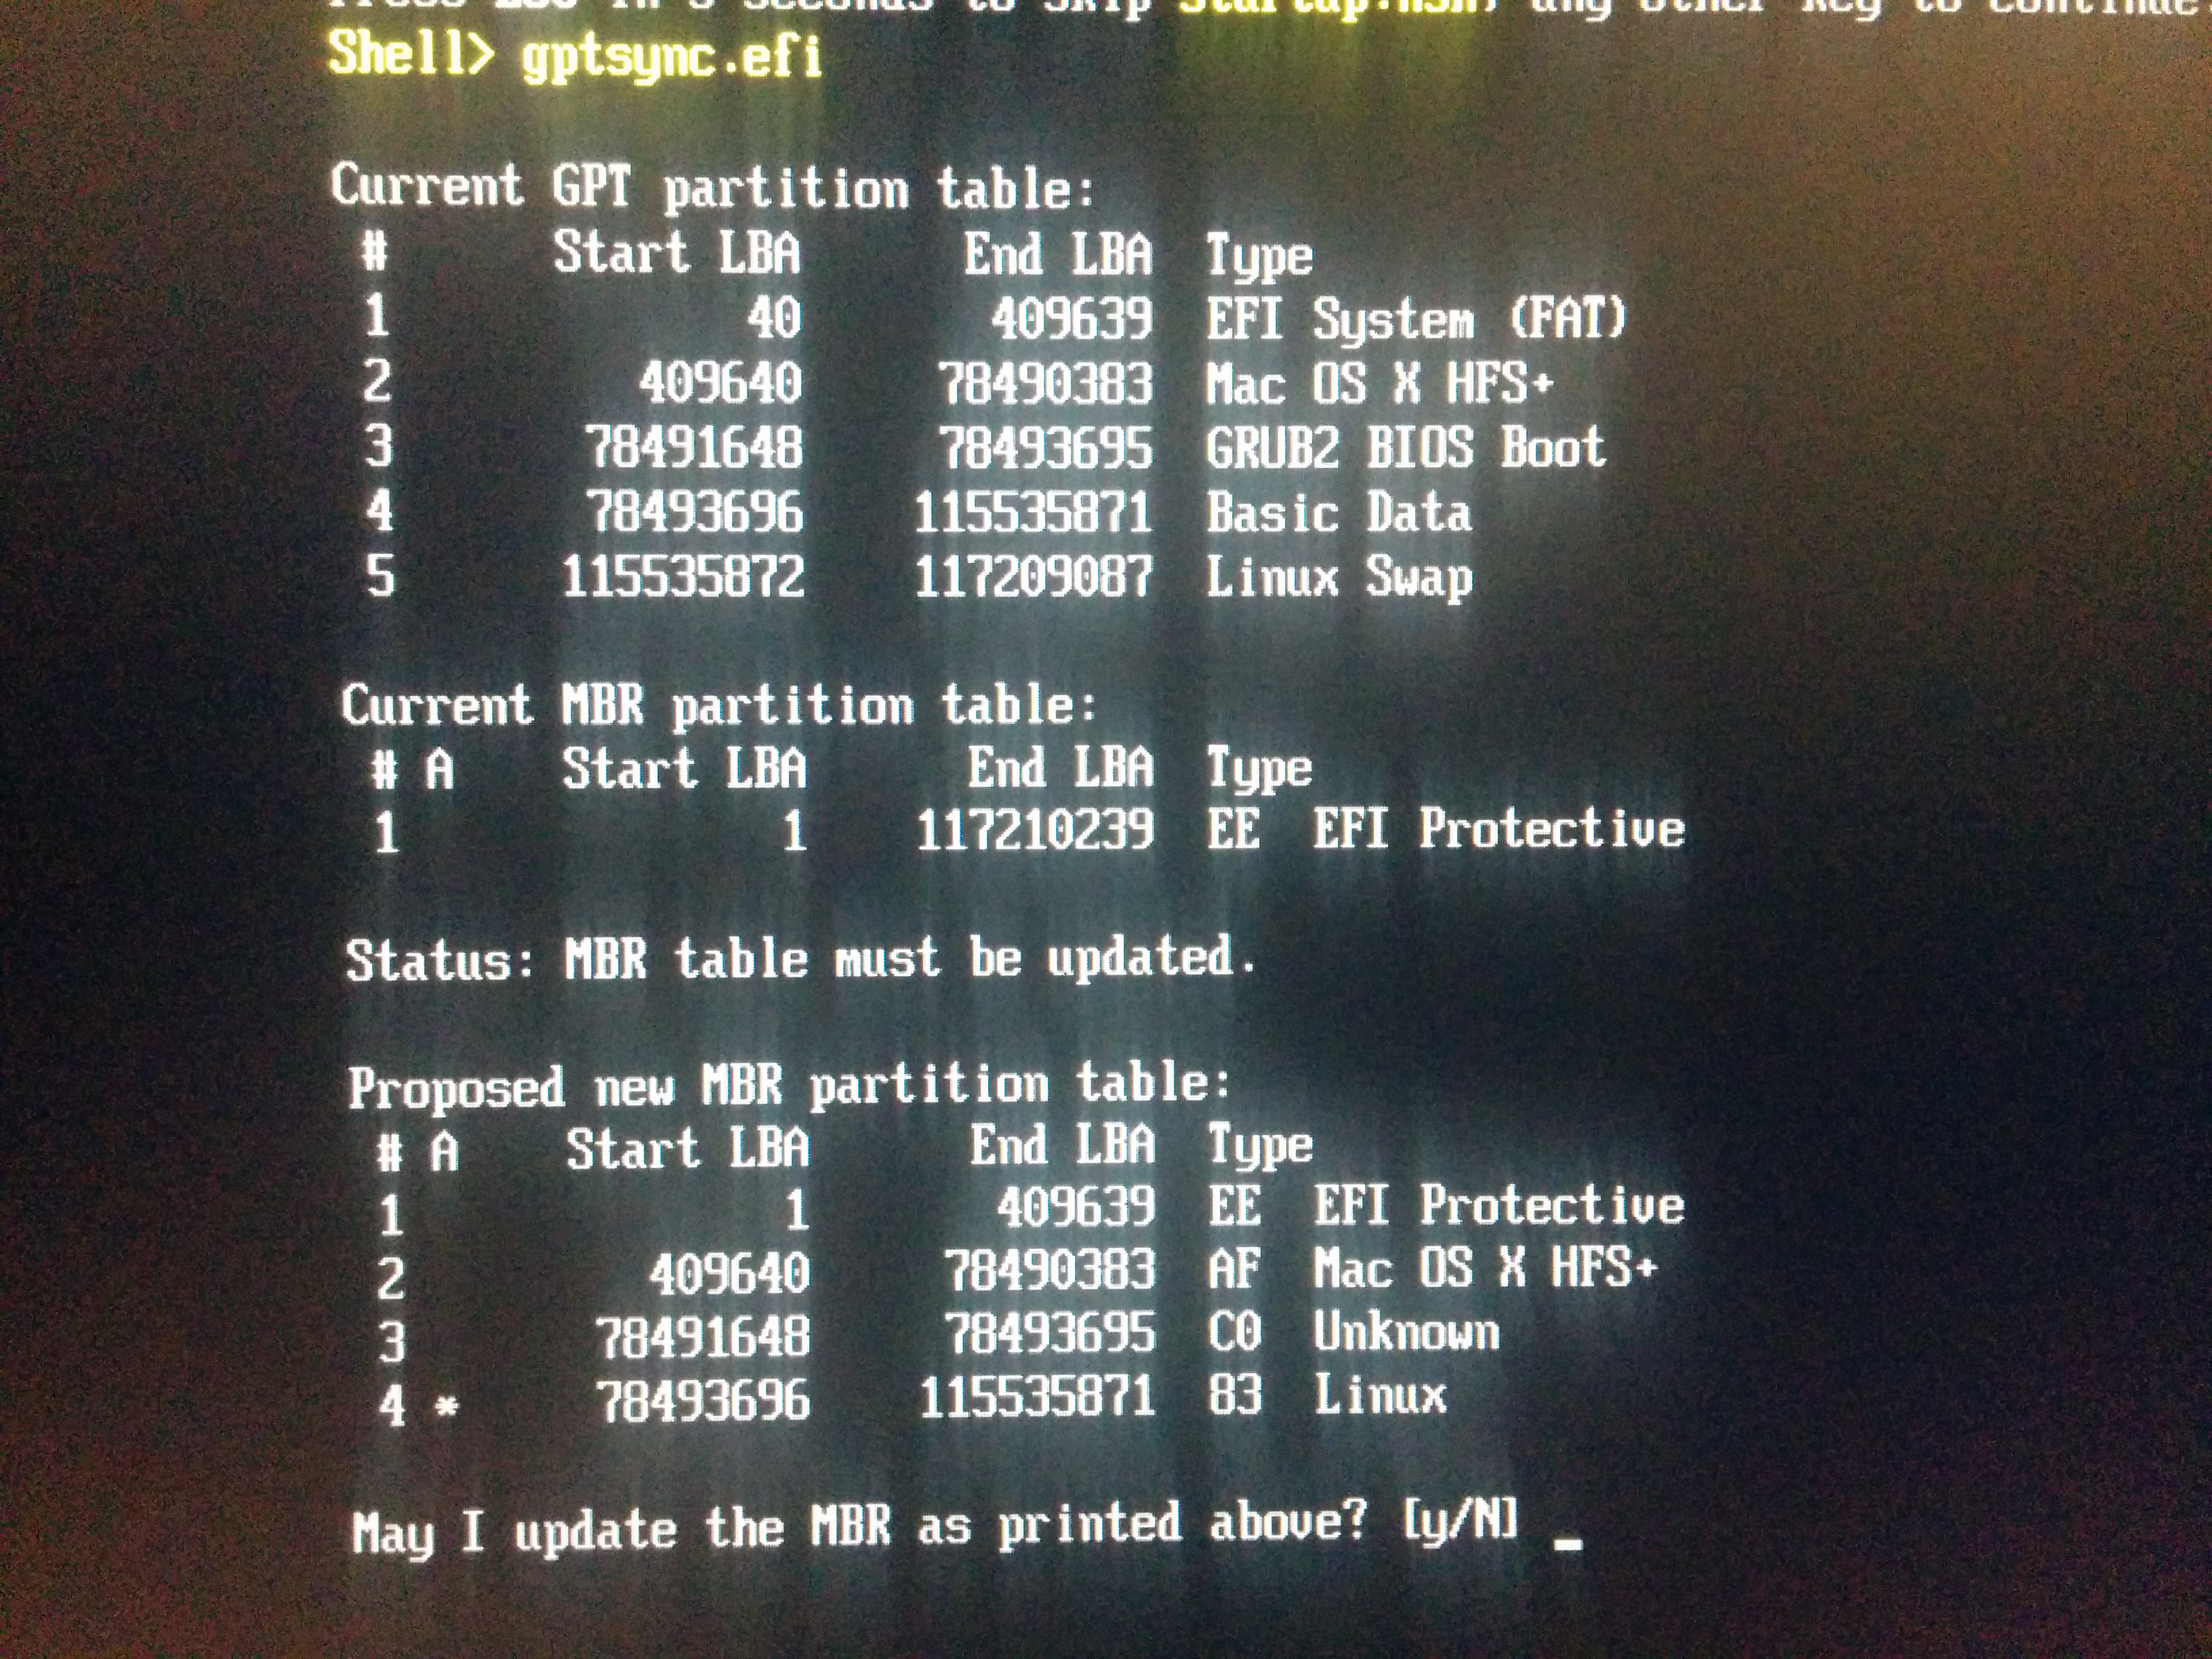 Press ESC in 5 seconds to skip startup.nsh, any other key to continue
Shell> gptsync.efi
Current GPT partition table:
# Start LBA End LBA Type
1 40 409639 EFI System (FAT)
2 409640 78490383 Mac OS X HFS+
3 78491648 78493695 GRUB2 BIOS Boot
4 78493696 115535871 Basic Data
5 115535872 117209087 Linux Swap
Current MBR partition table:
# A Start LBA End LBA Type
1 1 117210239 EE EFI Protective
Status: MBR table must be updated.
Proposed new MBR partition table:
# A Start LBA End LBA Type
1 1 409639 EE EFI Protective
2 409640 78490383 AF Mac OS X HFS+
3 78491648 78493695 C0 Unknown
4 * 78493696 115535871 83 Linux
May I update the MBR as printed above? [y/N] _